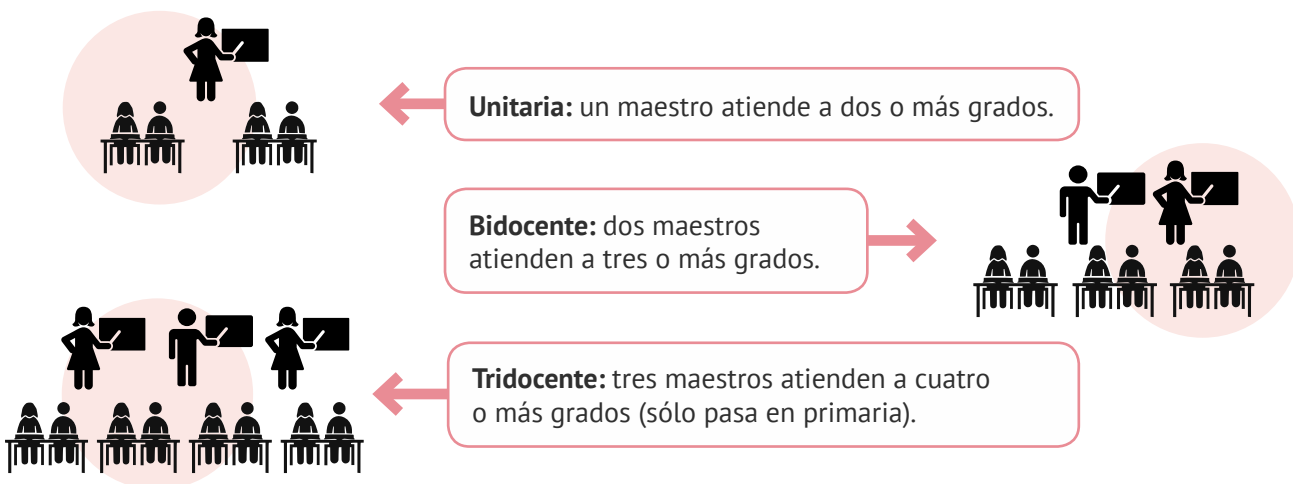 Unitaria: un maestro atiende a dos o más grados.
Bidocente: dos maestros
atienden a tres o más grados.
Tridocente: tres maestros atienden a cuatro
o más grados (sólo pasa en primaria).